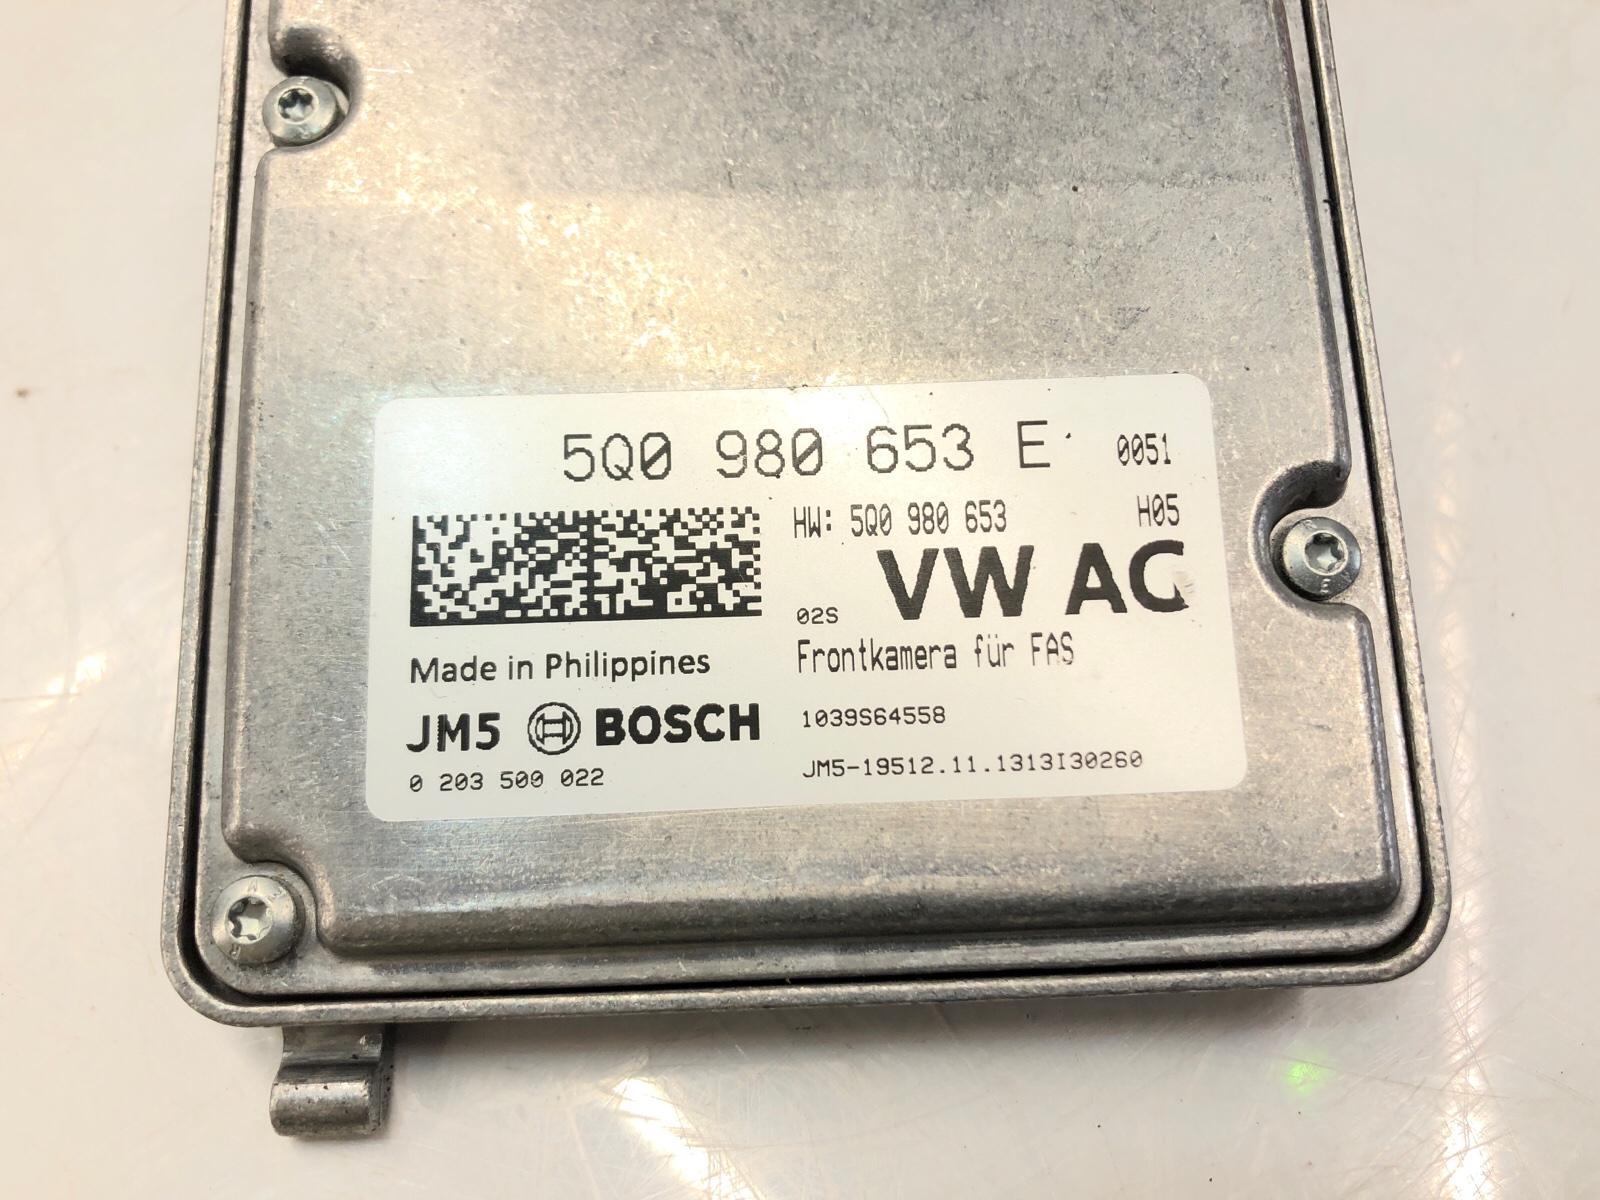 5Q0 980 653 E 0051
HW: 5Q0 980 653 H05
02S VW AG
Made in Philippines
Frontkamera für FAS
JM5 BOSCH
1039S64558
0 203 509 022
JM5-19512.11.1313I30260